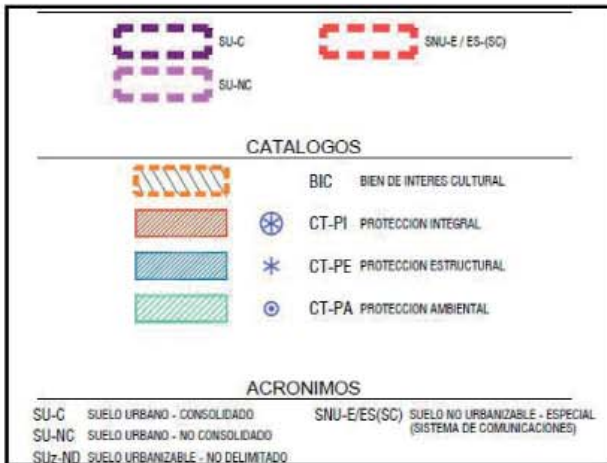 SU-C SNU-E / ES-(SC)
SU-NC
CATALOGOS
BIC BIEN DE INTERES CULTURAL
CT-PI PROTECCION INTEGRAL
CT-PE PROTECCION ESTRUCTURAL
CT-PA PROTECCION AMBIENTAL
ACRONIMOS
SU-C SUELO URBANO - CONSOLIDADO SNU-E/ES(SC) SUELO NO URBANIZABLE - ESPECIAL
(SISTEMA DE COMUNICACIONES)
SU-NC SUELO URBANO - NO CONSOLIDADO
SUz-ND SUELO URBANIZABLE - NO DELIMITADO